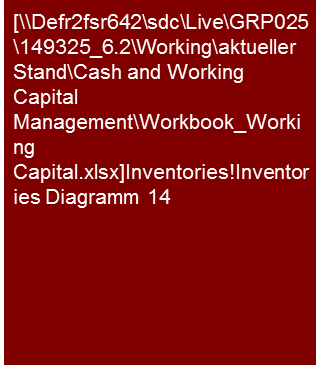 [\\Defr2fsr642\sdc\Live\GRP025
\149325_6.2\Working\aktueller
Stand\Cash and Working
Capital
Management\Workbook_Worki
ng
Capital.xlsx]Inventories!Inventor
ies Diagramm 14